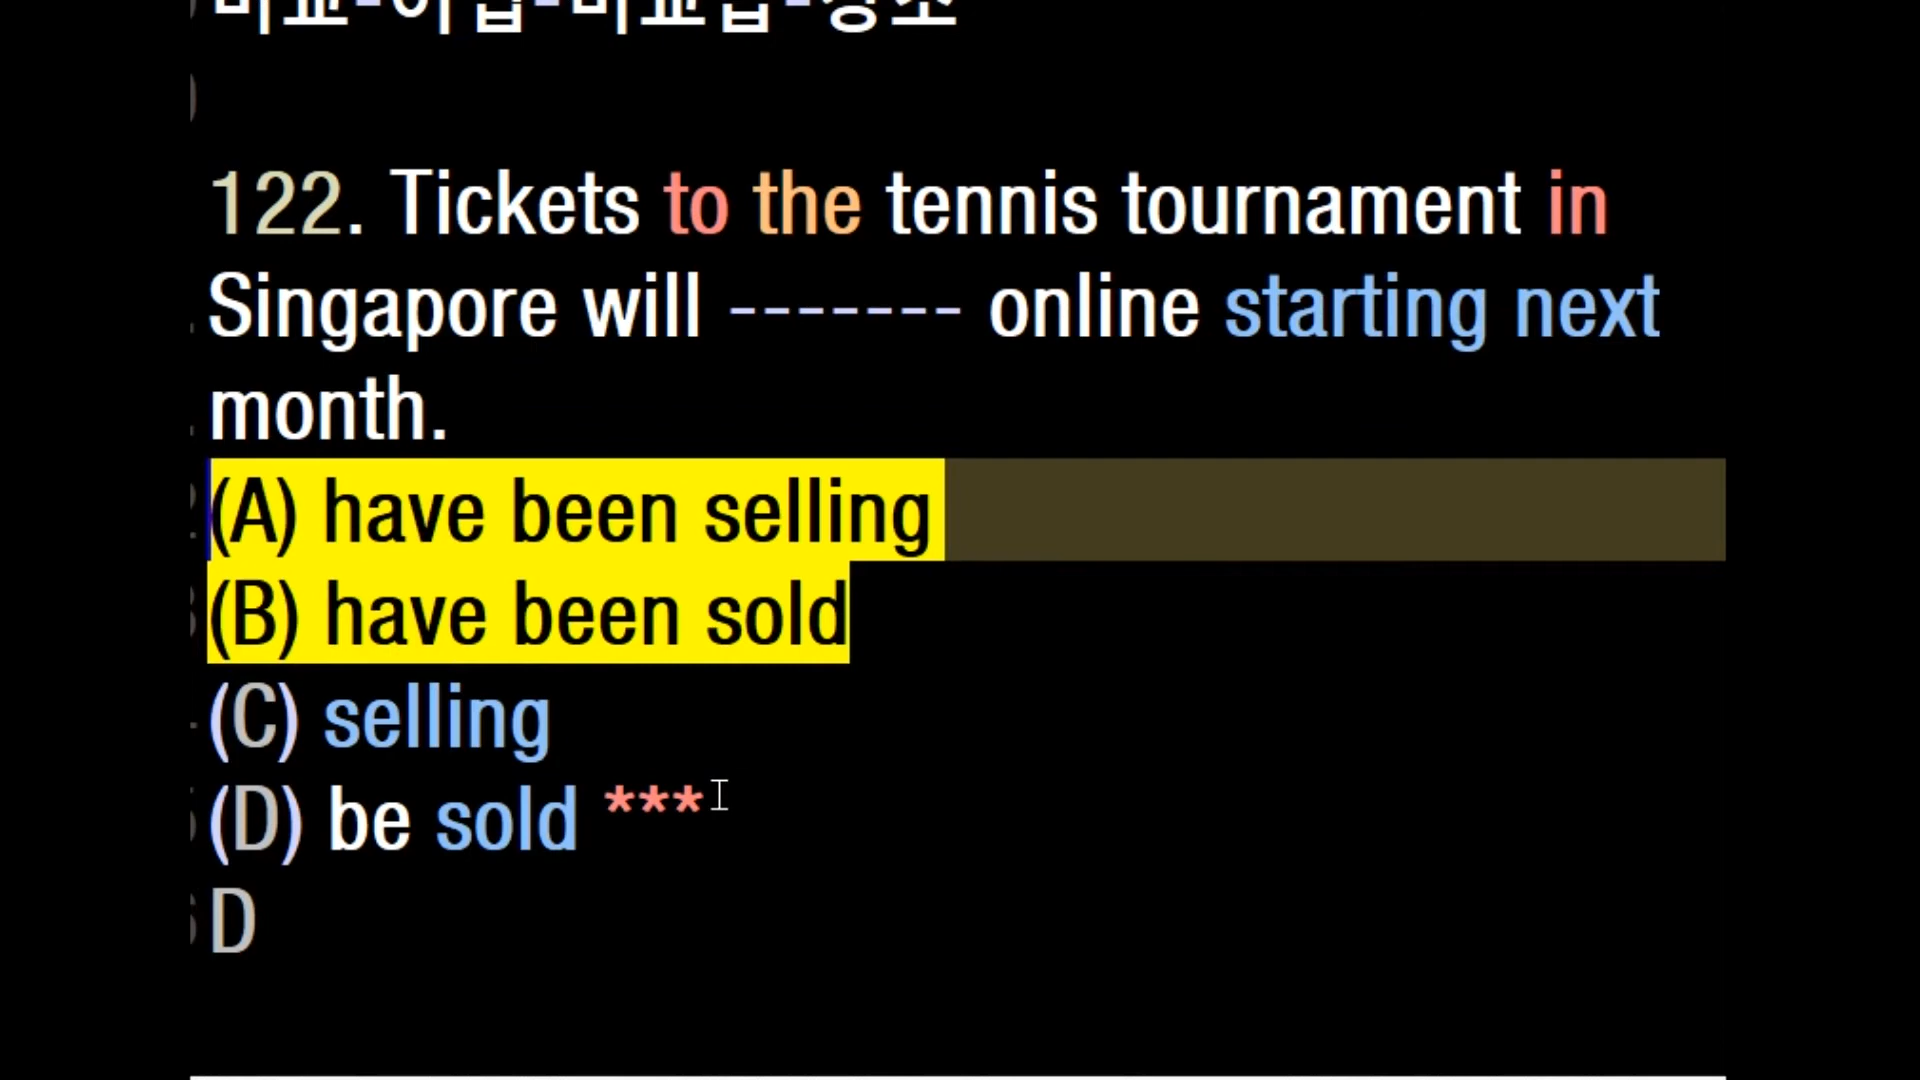 122. Tickets to the tennis tournament in
Singapore will ------- online starting next
month.
(A) have been selling
(B) have been sold
(C) selling
(D) be sold ***
D